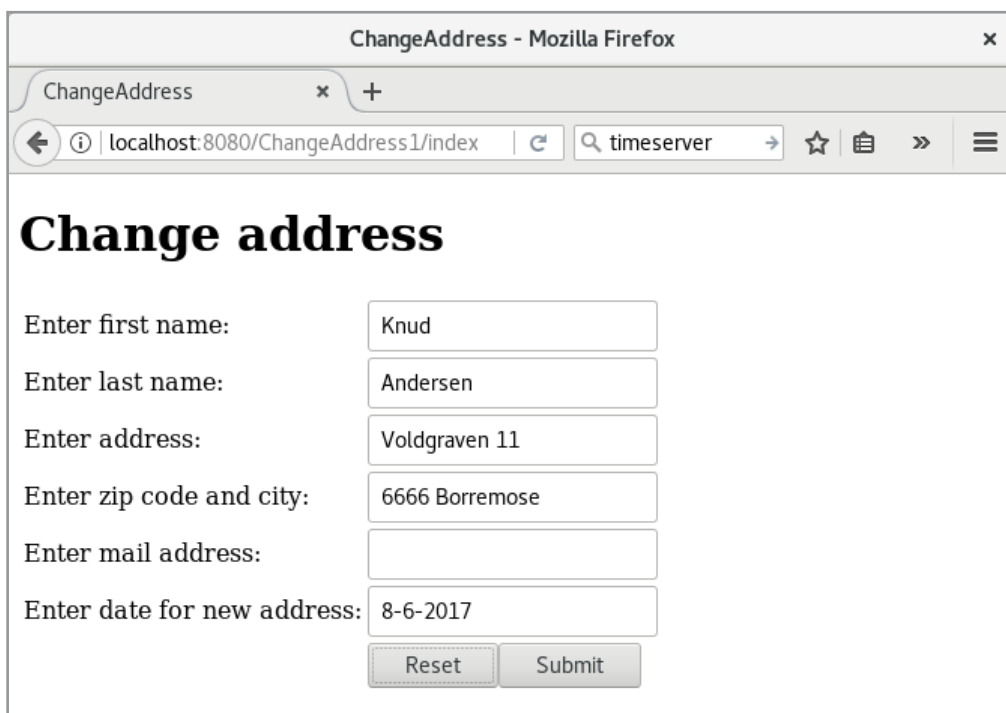 ChangeAddress - Mozilla Firefox
ChangeAddress
localhost:8080/ChangeAddress1/index
timeserver
Change address
Enter first name: Knud
Enter last name: Andersen
Enter address: Voldgraven 11
Enter zip code and city: 6666 Borremose
Enter mail address:
Enter date for new address: 8-6-2017
Reset Submit